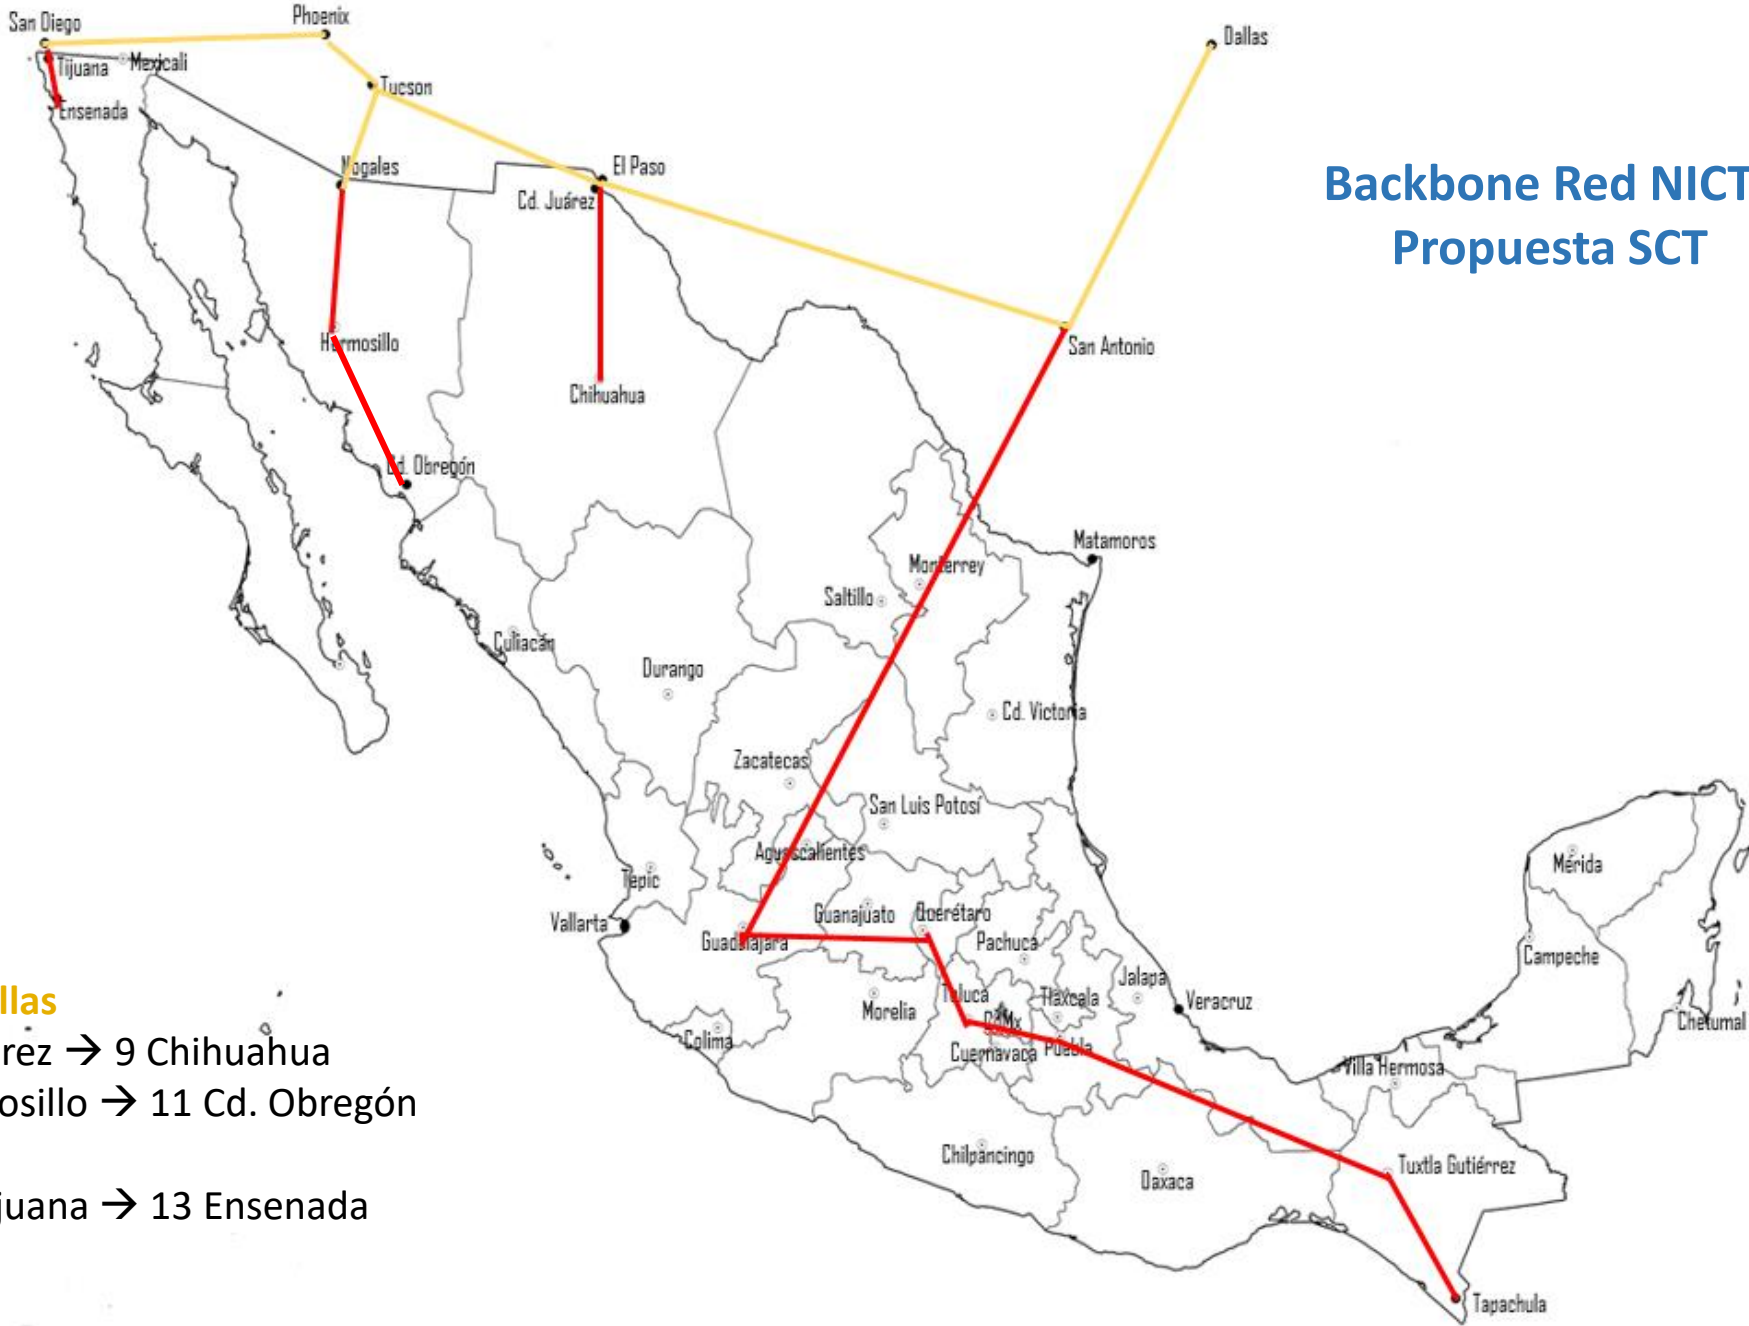 San Diego
Phoenix
Dallas
Tijuana
Mexicali
Tucson
Ensenada
Nogales
El Paso
Cd. Juárez
Backbone Red NICT
Propuesta SCT
Hermosillo
San Antonio
Chihuahua
Cd. Obregón
Matamoros
Monterrey
Saltillo
Culiacán
Durango
Cd. Victoria
Zacatecas
San Luis Potosí
Aguascalientes
Mérida
Tepic
Guanajuato
Querétaro
Vallarta
Guadalajara
Pachuca
Campeche
Jalapa
Toluca
Tlaxcala
Veracruz
Morelia
CdMx
Chetumal
Colima
Cuernavaca
Puebla
Villa Hermosa
Chilpancingo
Oaxaca
Tuxtla Gutiérrez
Tapachula
llas
rez → 9 Chihuahua
osillo → 11 Cd. Obregón
juana → 13 Ensenada